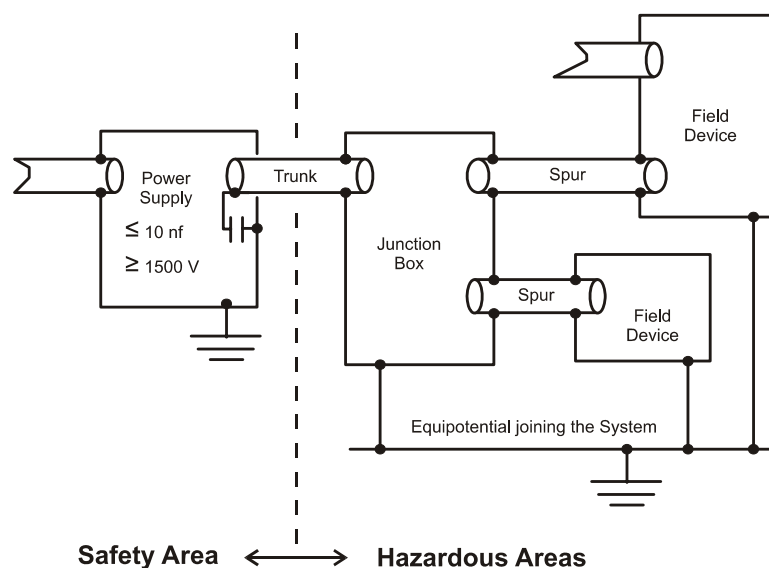 Field
Device
Power
Supply
≤ 10 nf
≥ 1500 V
Trunk
Spur
Junction
Box
Spur
Field
Device
Equipotential joining the System
Safety Area
Hazardous Areas